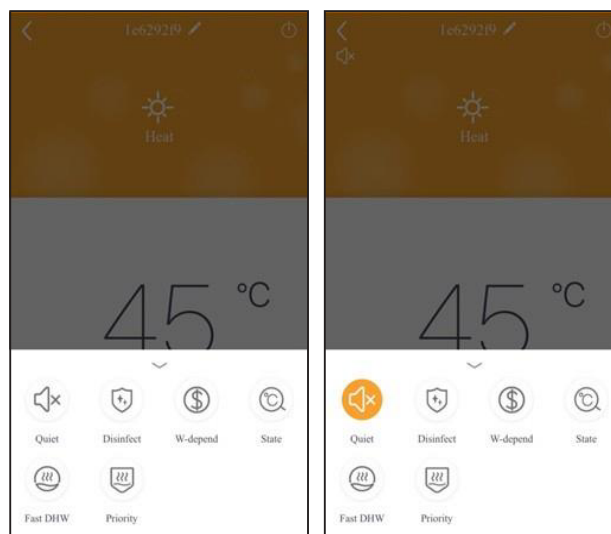 1e6292f9
Heat
45 °C
Quiet
Disinfect
W-depend
State
Fast DHW
Priority
1e6292f9
Heat
45 °C
Quiet
Disinfect
W-depend
State
Fast DHW
Priority